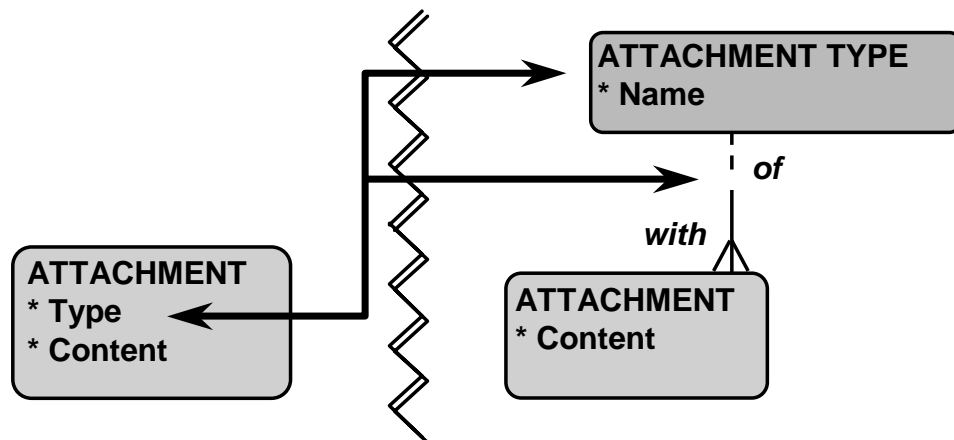 ATTACHMENT TYPE
* Name
of
with
ATTACHMENT
* Type
* Content
ATTACHMENT
* Content